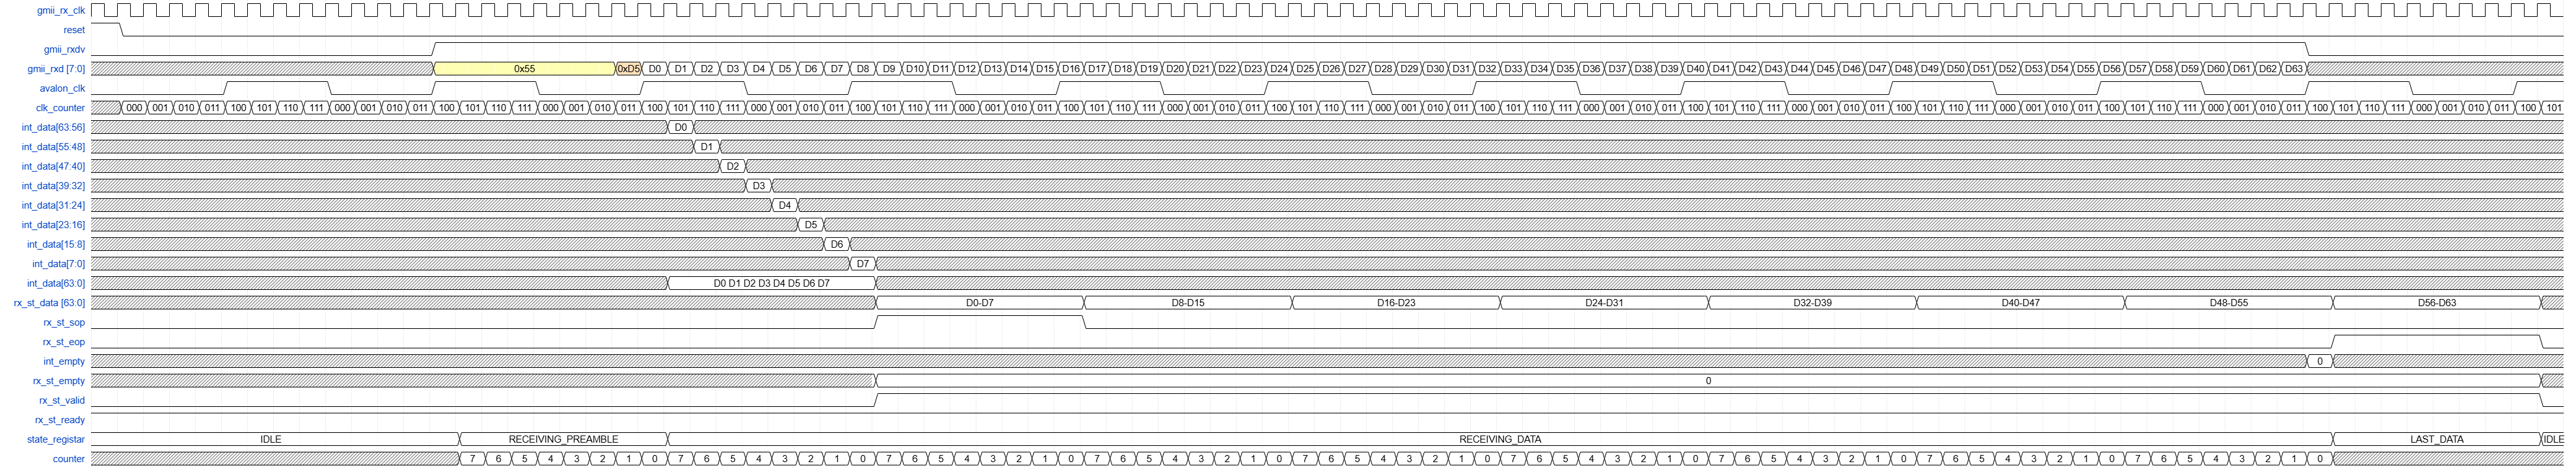 gmii_rx_clk
reset
gmii_rxdv
gmii_rxd [7:0] 0x55 0xD5 D0 D1 D2 D3 D4 D5 D6 D7 D8 D9 D10 D11 D12 D13 D14 D15 D16 D17 D18 D19 D20 D21 D22 D23 D24 D25 D26 D27 D28 D29 D30 D31 D32 D33 D34 D35 D36 D37 D38 D39 D40 D41 D42 D43 D44 D45 D46 D47 D48 D49 D50 D51 D52 D53 D54 D55 D56 D57 D58 D59 D60 D61 D62 D63
avalon_clk
clk_counter 000 001 010 011 100 101 110 111 000 001 010 011 100 101 110 111 000 001 010 011 100 101 110 111 000 001 010 011 100 101 110 111 000 001 010 011 100 101 110 111 000 001 010 011 100 101 110 111 000 001 010 011 100 101 110 111 000 001 010 011 100 101 110 111 000 001 010 011 100 101 110 111 000 001 010 011 100 101 110 111 000 001 010 011 100 101 110 111 000 001 010 011 100 101
int_data[63:56] D0
int_data[55:48] D1
int_data[47:40] D2
int_data[39:32] D3
int_data[31:24] D4
int_data[23:16] D5
int_data[15:8] D6
int_data[7:0] D7
int_data[63:0] D0 D1 D2 D3 D4 D5 D6 D7
rx_st_data [63:0] D0-D7 D8-D15 D16-D23 D24-D31 D32-D39 D40-D47 D48-D55 D56-D63
rx_st_sop
rx_st_eop
int_empty 0
rx_st_empty 0
rx_st_valid
rx_st_ready
state_registar IDLE RECEIVING_PREAMBLE RECEIVING_DATA LAST_DATA IDLE
counter 7 6 5 4 3 2 1 0 7 6 5 4 3 2 1 0 7 6 5 4 3 2 1 0 7 6 5 4 3 2 1 0 7 6 5 4 3 2 1 0 7 6 5 4 3 2 1 0 7 6 5 4 3 2 1 0 7 6 5 4 3 2 1 0 7 6 5 4 3 2 1 0